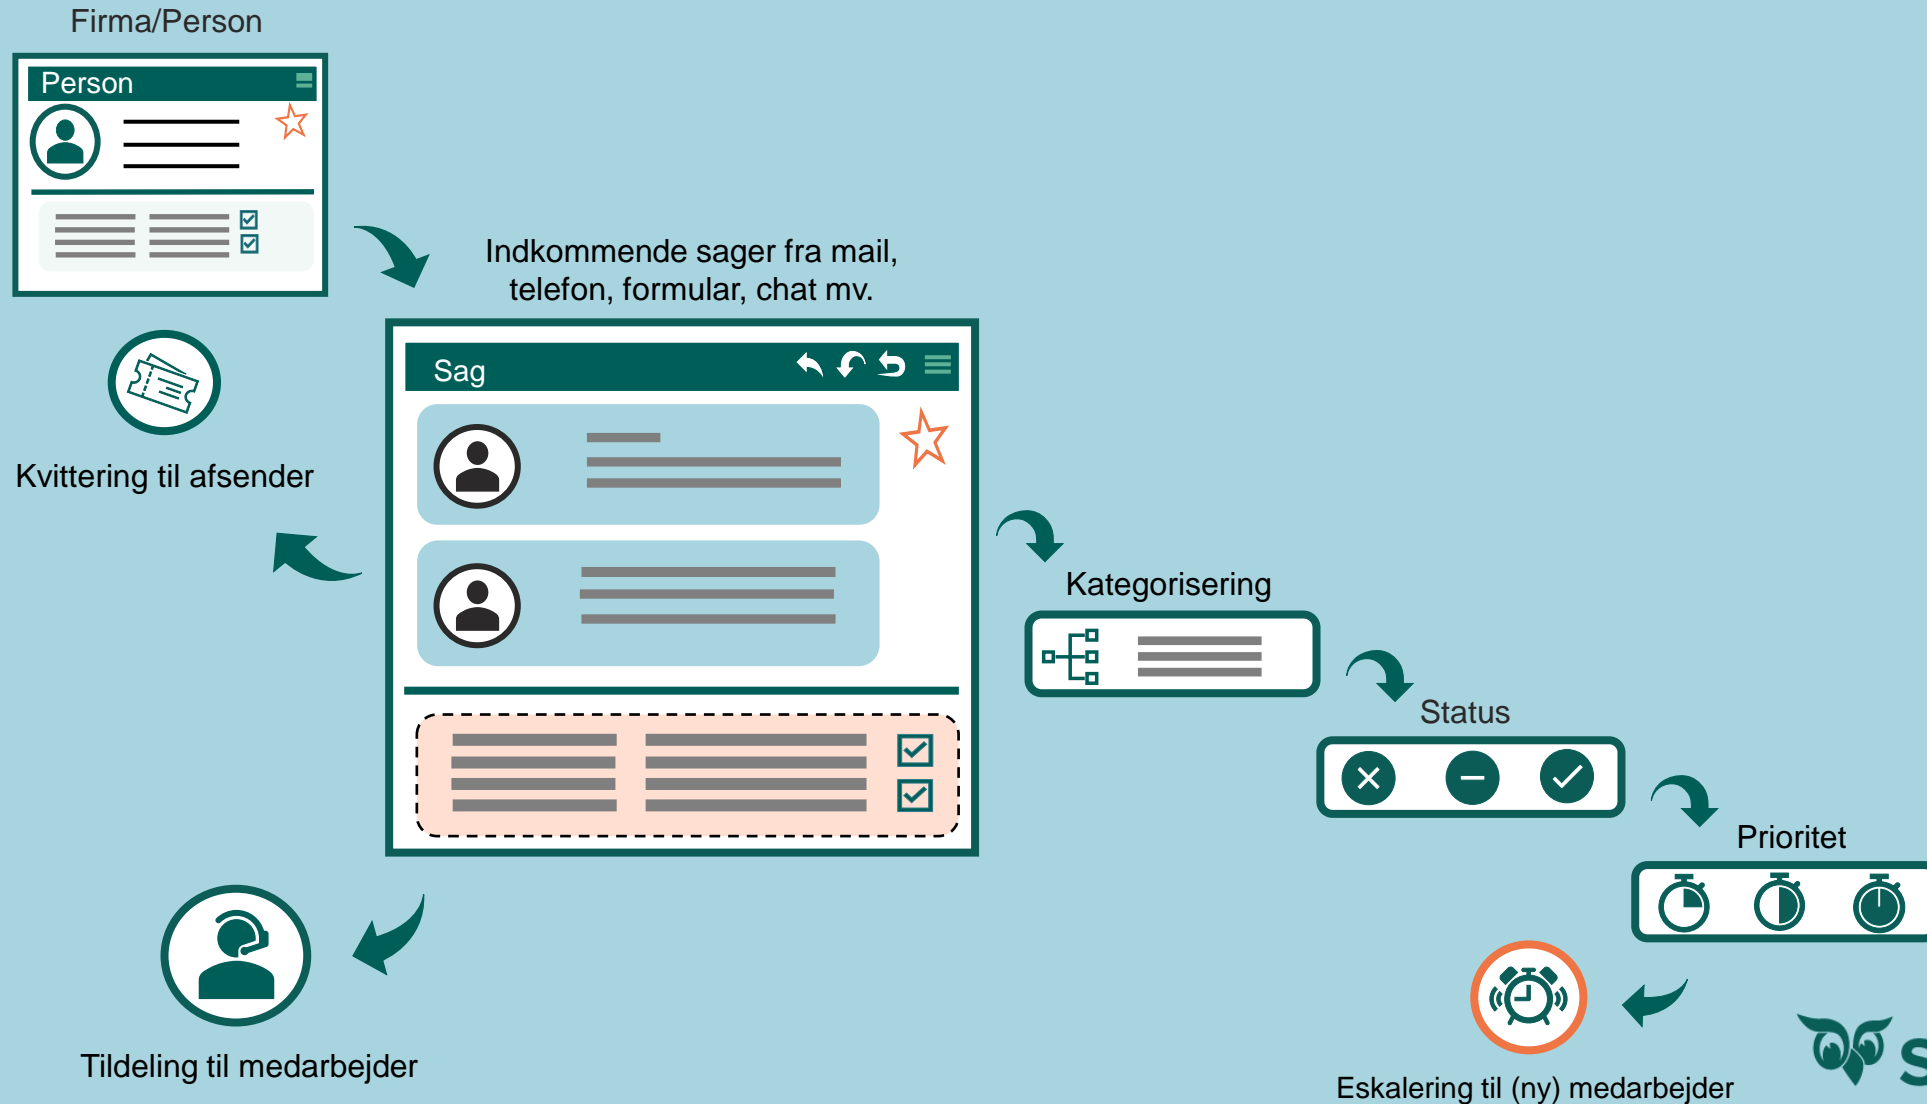 Firma/Person
Person
Indkommende sager fra mail,
telefon, formular, chat mv.
Sag
Kvittering til afsender
Kategorisering
Status
Prioritet
Tildeling til medarbejder
Eskalering til (ny) medarbejder